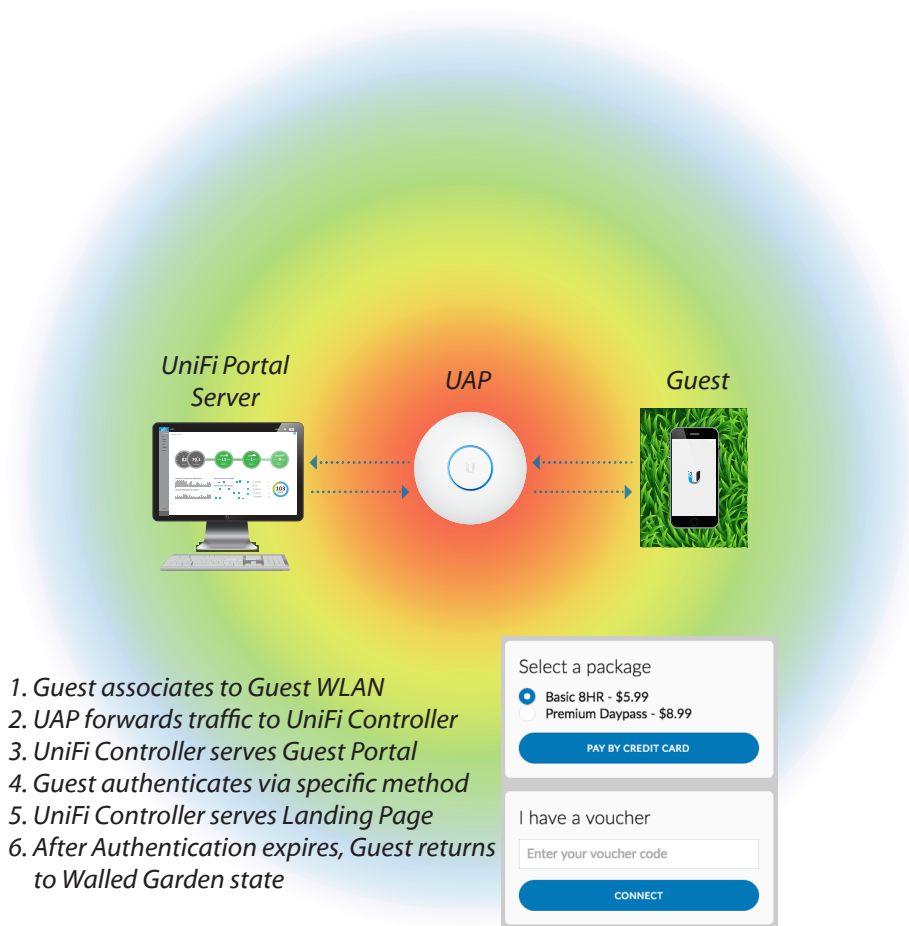 UniFi Portal
Server
UAP
Guest
103
1. Guest associates to Guest WLAN
2. UAP forwards traffic to UniFi Controller
3. UniFi Controller serves Guest Portal
4. Guest authenticates via specific method
5. UniFi Controller serves Landing Page
6. After Authentication expires, Guest returns
to Walled Garden state
Select a package
Basic 8HR - $5.99
Premium Daypass - $8.99
PAY BY CREDIT CARD
I have a voucher
Enter your voucher code
CONNECT